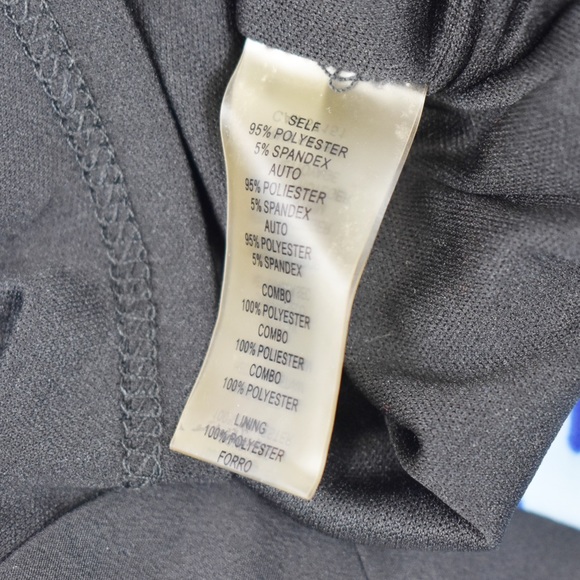 SELF
95% POLYESTER
5% SPANDEX
AUTO
95% POLIESTER
5% SPANDEX
AUTO
95% POLYESTER
5% SPANDEX
COMBO
100% POLYESTER
COMBO
100% POLIESTER
COMBO
100% POLYESTER
LINING
100% POLYESTER
FORRO